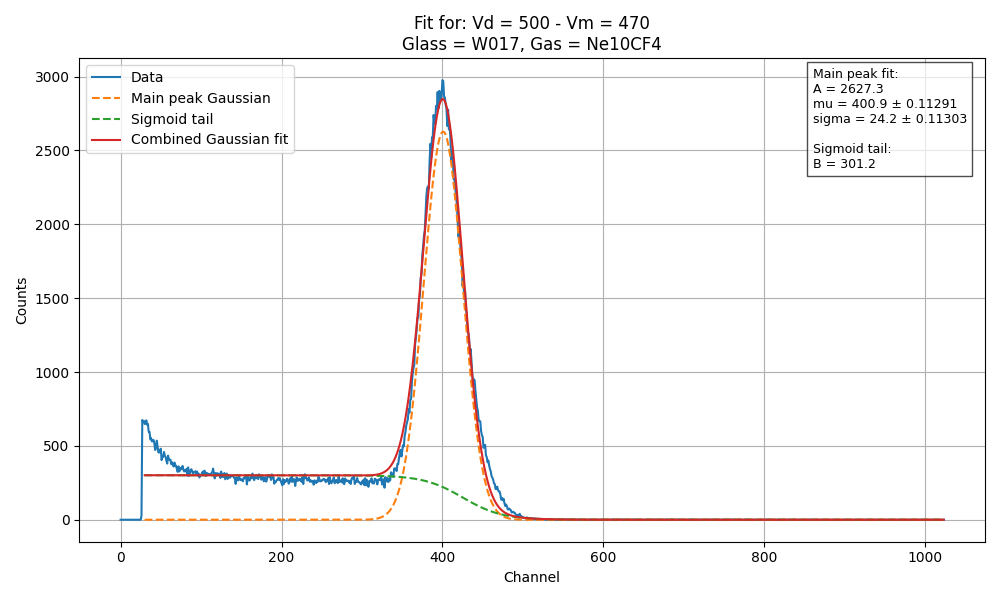 Fit for: Vd = 500 - Vm = 470
Glass = W017, Gas = Ne10CF4
Data
Main peak Gaussian
Sigmoid tail
Combined Gaussian fit
Main peak fit:
A = 2627.3
mu = 400.9 ± 0.11291
sigma = 24.2 ± 0.11303
Sigmoid tail:
B = 301.2
Counts
3000
2500
2000
1500
1000
500
0
0 200 400 600 800 1000
Channel